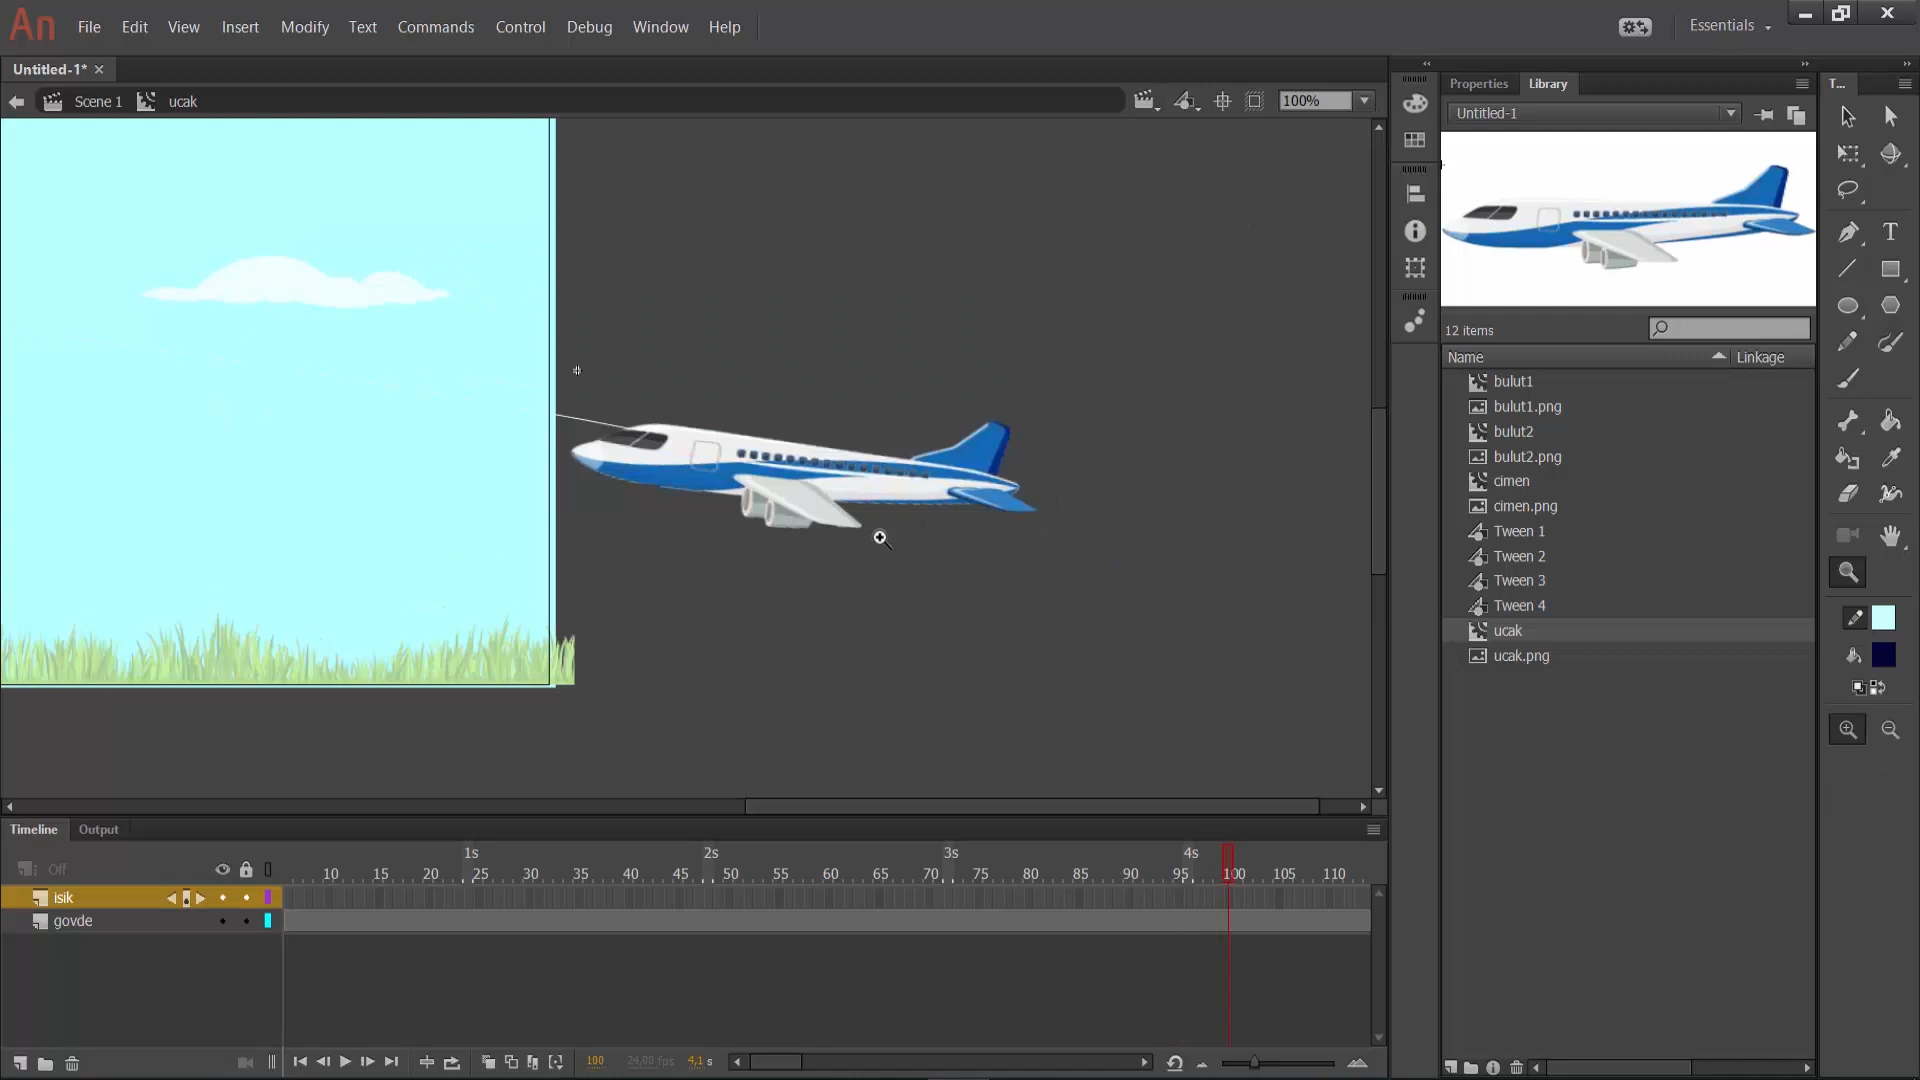 An File Edit View Insert Modify Text Commands Control Debug Window Help Essentials
Untitled-1* ×
Scene 1 ucak 100%
Properties Library T...
Untitled-1
12 items
Name Linkage
bulut1
bulut1.png
bulut2
bulut2.png
cimen
cimen.png
Tween 1
Tween 2
Tween 3
Tween 4
ucak
ucak.png
Timeline Output
1s 2s 3s 4s
Off 10 15 20 25 30 35 40 45 50 55 60 65 70 75 80 85 90 95 100 105 110
isik
govde
100 24,00 fps 4,1 s